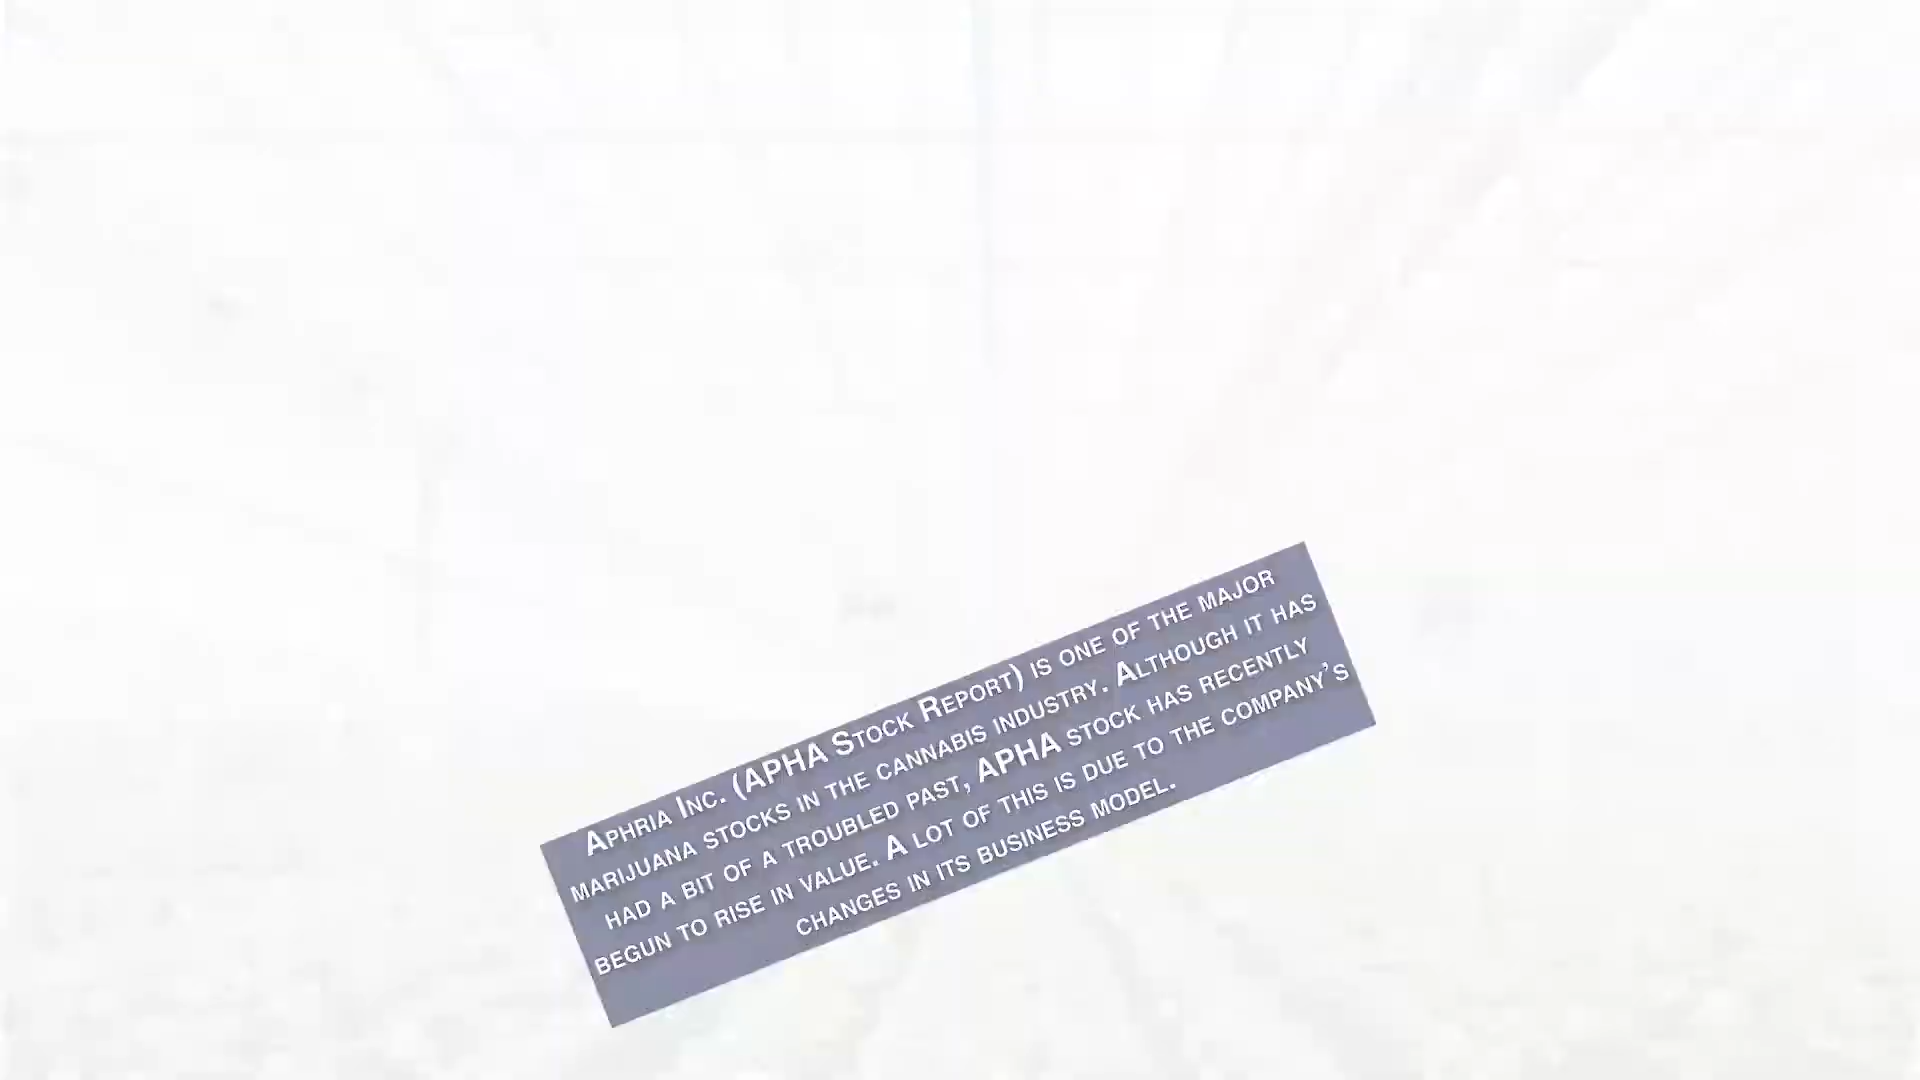 Aphria Inc. (APHA Stock Report) is one of the major
marijuana stocks in the cannabis industry. Although it has
had a bit of a troubled past, APHA stock has recently
begun to rise in value. A lot of this is due to the company's
changes in its business model.